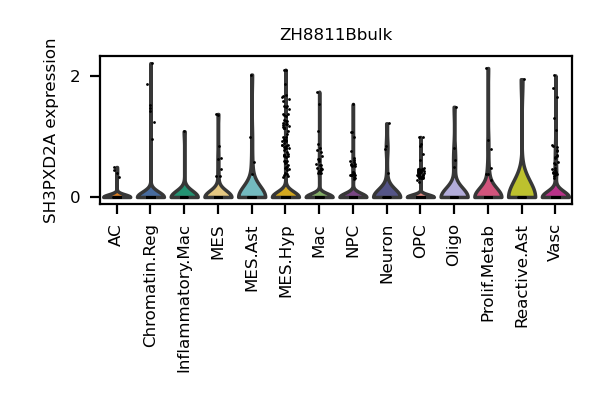 ZH8811Bbulk
SH3PXD2A expression
2
0
AC
Chromatin.Reg
Inflammatory.Mac
MES
MES.Ast
MES.Hyp
Mac
NPC
Neuron
OPC
Oligo
Prolif.Metab
Reactive.Ast
Vasc